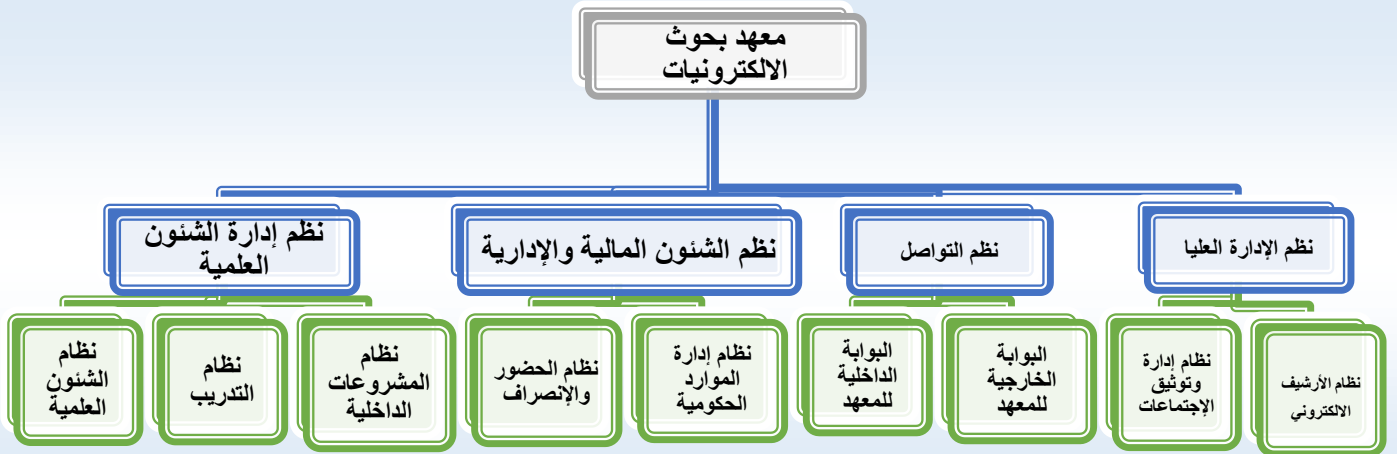 معهد بحوث
الالكترونيات
نظم الإدارة العليا
نظم التواصل
نظم الشئون المالية والإدارية
نظم إدارة الشئون
العلمية
نظام الأرشيف
الالكتروني
نظام إدارة
وتوثيق
الإجتماعات
البوابة
الخارجية
للمعهد
البوابة
الداخلية
للمعهد
نظام إدارة
الموارد
الحكومية
نظام الحضور
والإنصراف
نظام
المشروعات
الداخلية
نظام
التدريب
نظام
الشئون
العلمية